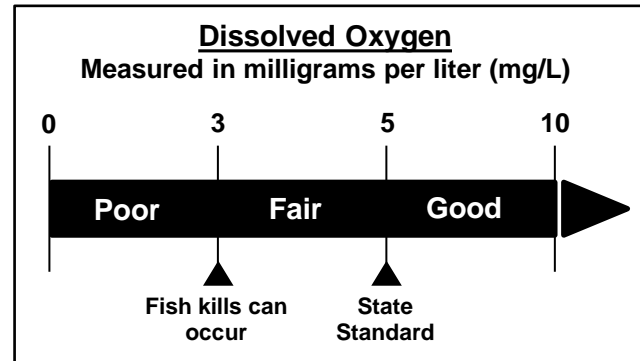 Dissolved Oxygen
Measured in milligrams per liter (mg/L)
0 3 5 10
Poor Fair Good
Fish kills can occur
State Standard